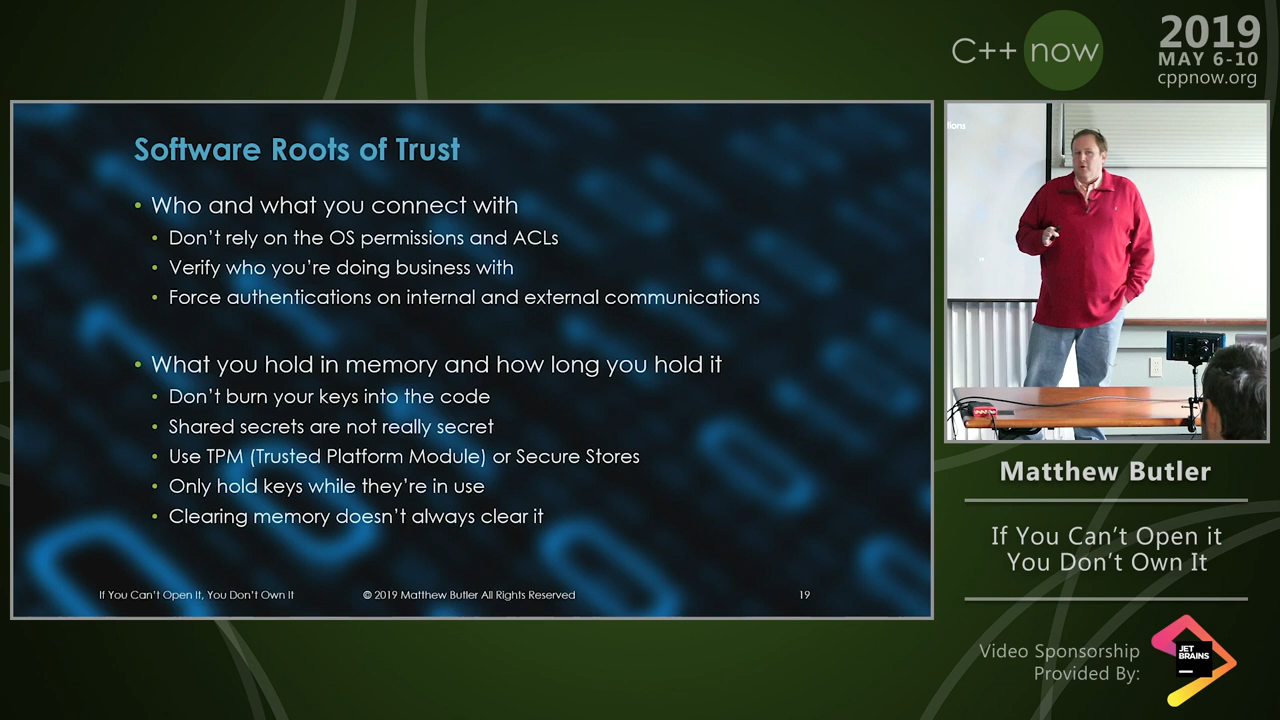 C++ now
2019
MAY 6-10
cppnow.org
Software Roots of Trust
• Who and what you connect with
• Don’t rely on the OS permissions and ACLs
• Verify who you’re doing business with
• Force authentications on internal and external communications
• What you hold in memory and how long you hold it
• Don’t burn your keys into the code
• Shared secrets are not really secret
• Use TPM (Trusted Platform Module) or Secure Stores
• Only hold keys while they’re in use
• Clearing memory doesn’t always clear it
If You Can’t Open It, You Don’t Own It
© 2019 Matthew Butler All Rights Reserved
19
Matthew Butler
If You Can’t Open it
You Don’t Own It
Video Sponsorship
Provided By:
JET
BRAINS